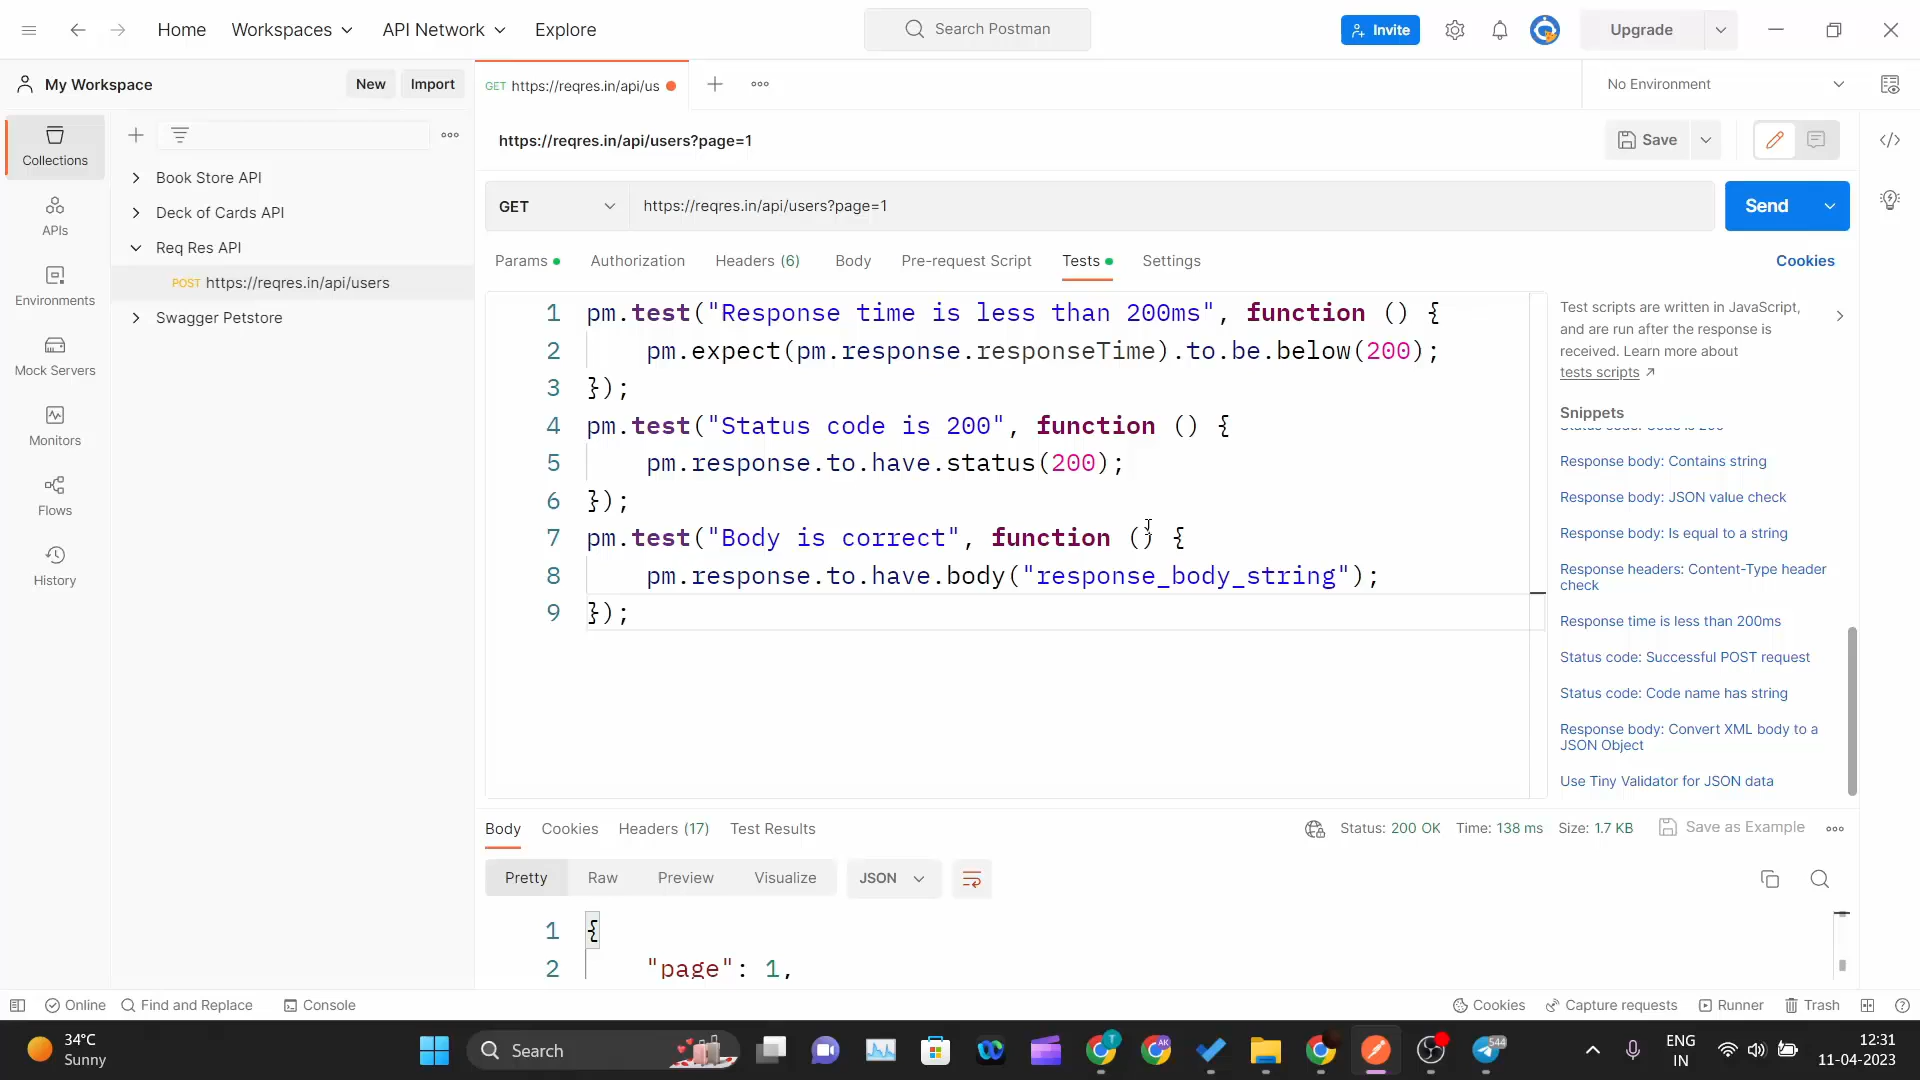 Home
Workspaces
API Network
Explore
Search Postman
Invite
Upgrade
My Workspace
New
Import
GET https://reqres.in/api/us
No Environment
Collections
APIs
Environments
Mock Servers
Monitors
Flows
History
Book Store API
Deck of Cards API
Req Res API
POST https://reqres.in/api/users
Swagger Petstore
https://reqres.in/api/users?page=1
Save
GET
https://reqres.in/api/users?page=1
Send
Params
Authorization
Headers (6)
Body
Pre-request Script
Tests
Settings
Cookies
1 pm.test("Response time is less than 200ms", function () {
2 pm.expect(pm.response.responseTime).to.be.below(200);
3 });
4 pm.test("Status code is 200", function () {
5 pm.response.to.have.status(200);
6 });
7 pm.test("Body is correct", function () {
8 pm.response.to.have.body("response_body_string");
9 });
Test scripts are written in JavaScript,
and are run after the response is
received. Learn more about
tests scripts
Snippets
Status code: Code is 200
Response body: Contains string
Response body: JSON value check
Response body: Is equal to a string
Response headers: Content-Type header
check
Response time is less than 200ms
Status code: Successful POST request
Status code: Code name has string
Response body: Convert XML body to a
JSON Object
Use Tiny Validator for JSON data
Body
Cookies
Headers (17)
Test Results
Status: 200 OK
Time: 138 ms
Size: 1.7 KB
Save as Example
Pretty
Raw
Preview
Visualize
JSON
1 {
2 "page": 1,
Online
Find and Replace
Console
Cookies
Capture requests
Runner
Trash
34°C
Sunny
Search
T
AK
544
ENG
IN
12:31
11-04-2023